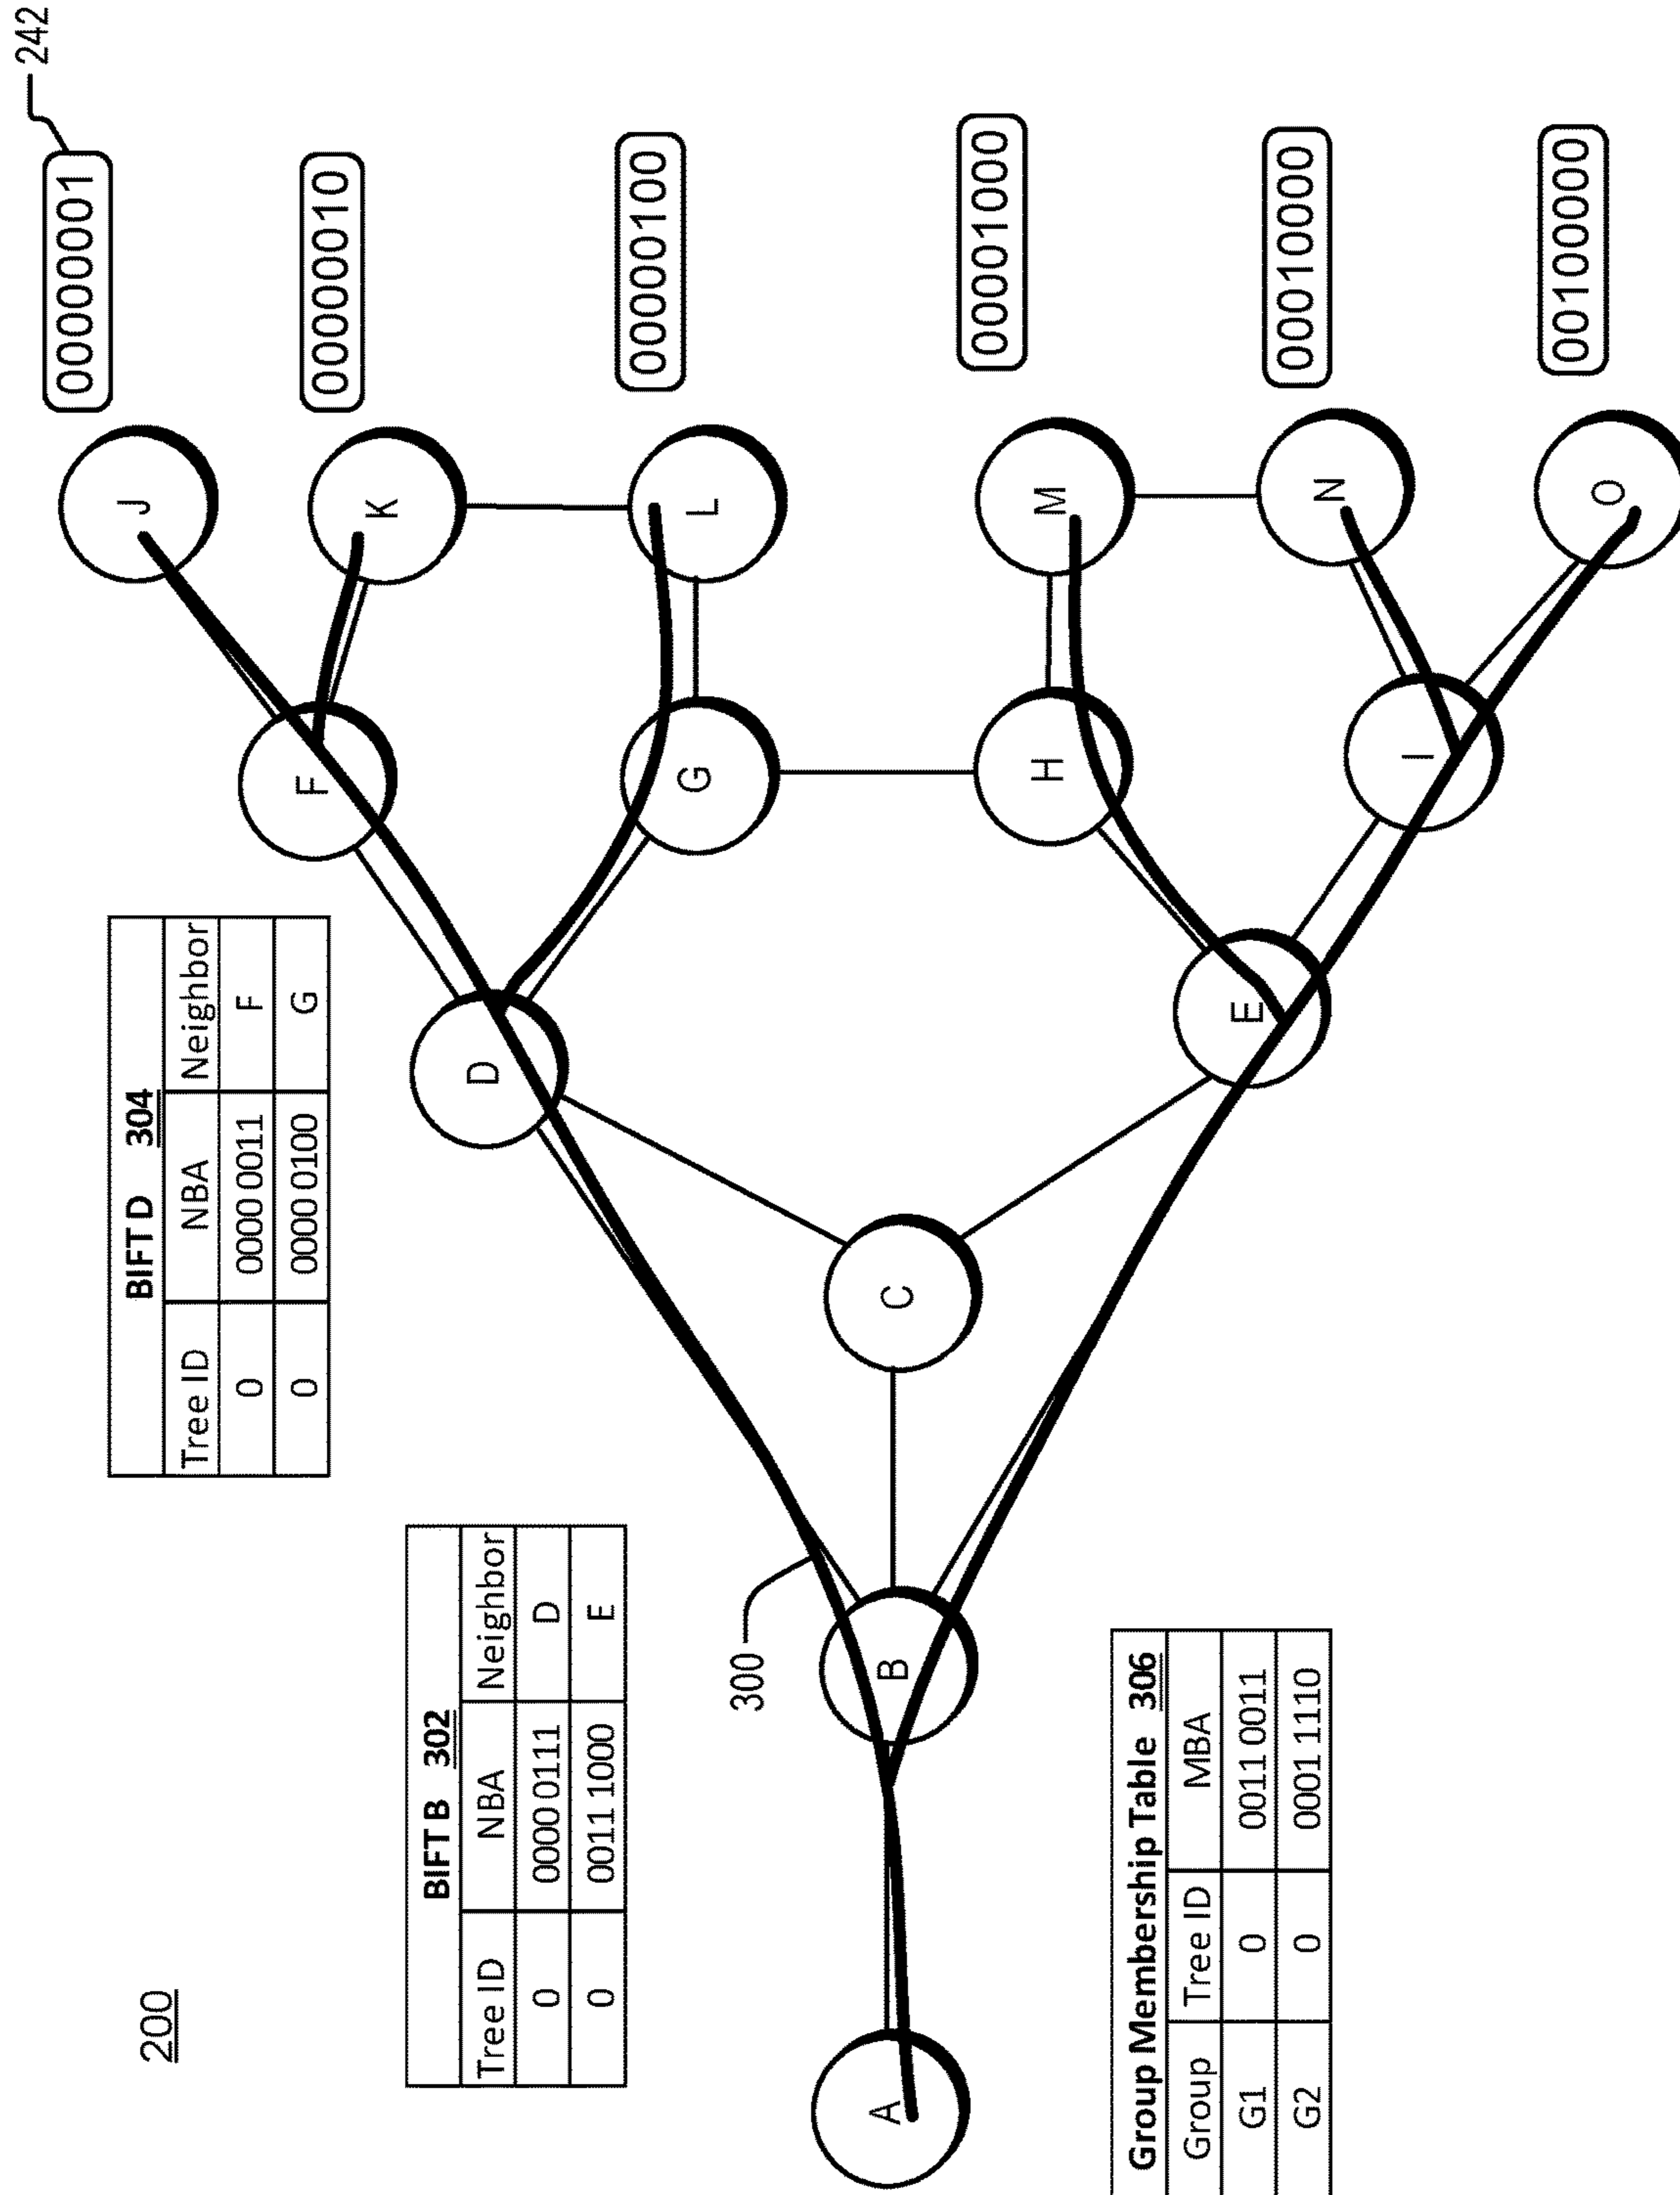 200
242
BIFT D 304
Tree ID NBA Neighbor
0 0000 0011 F
0 0000 0100 G
BIFT B 302
Tree ID NBA Neighbor
0 0000 0111 D
0 0011 1000 E
00000001
00000010
00000100
00001000
00010000
00100000
J
F
K
D
300
G
L
A
B
C
H
M
E
N
I
O
Group Membership Table 306
Group Tree ID MBA
G1 0 0011 0011
G2 0 0001 1110